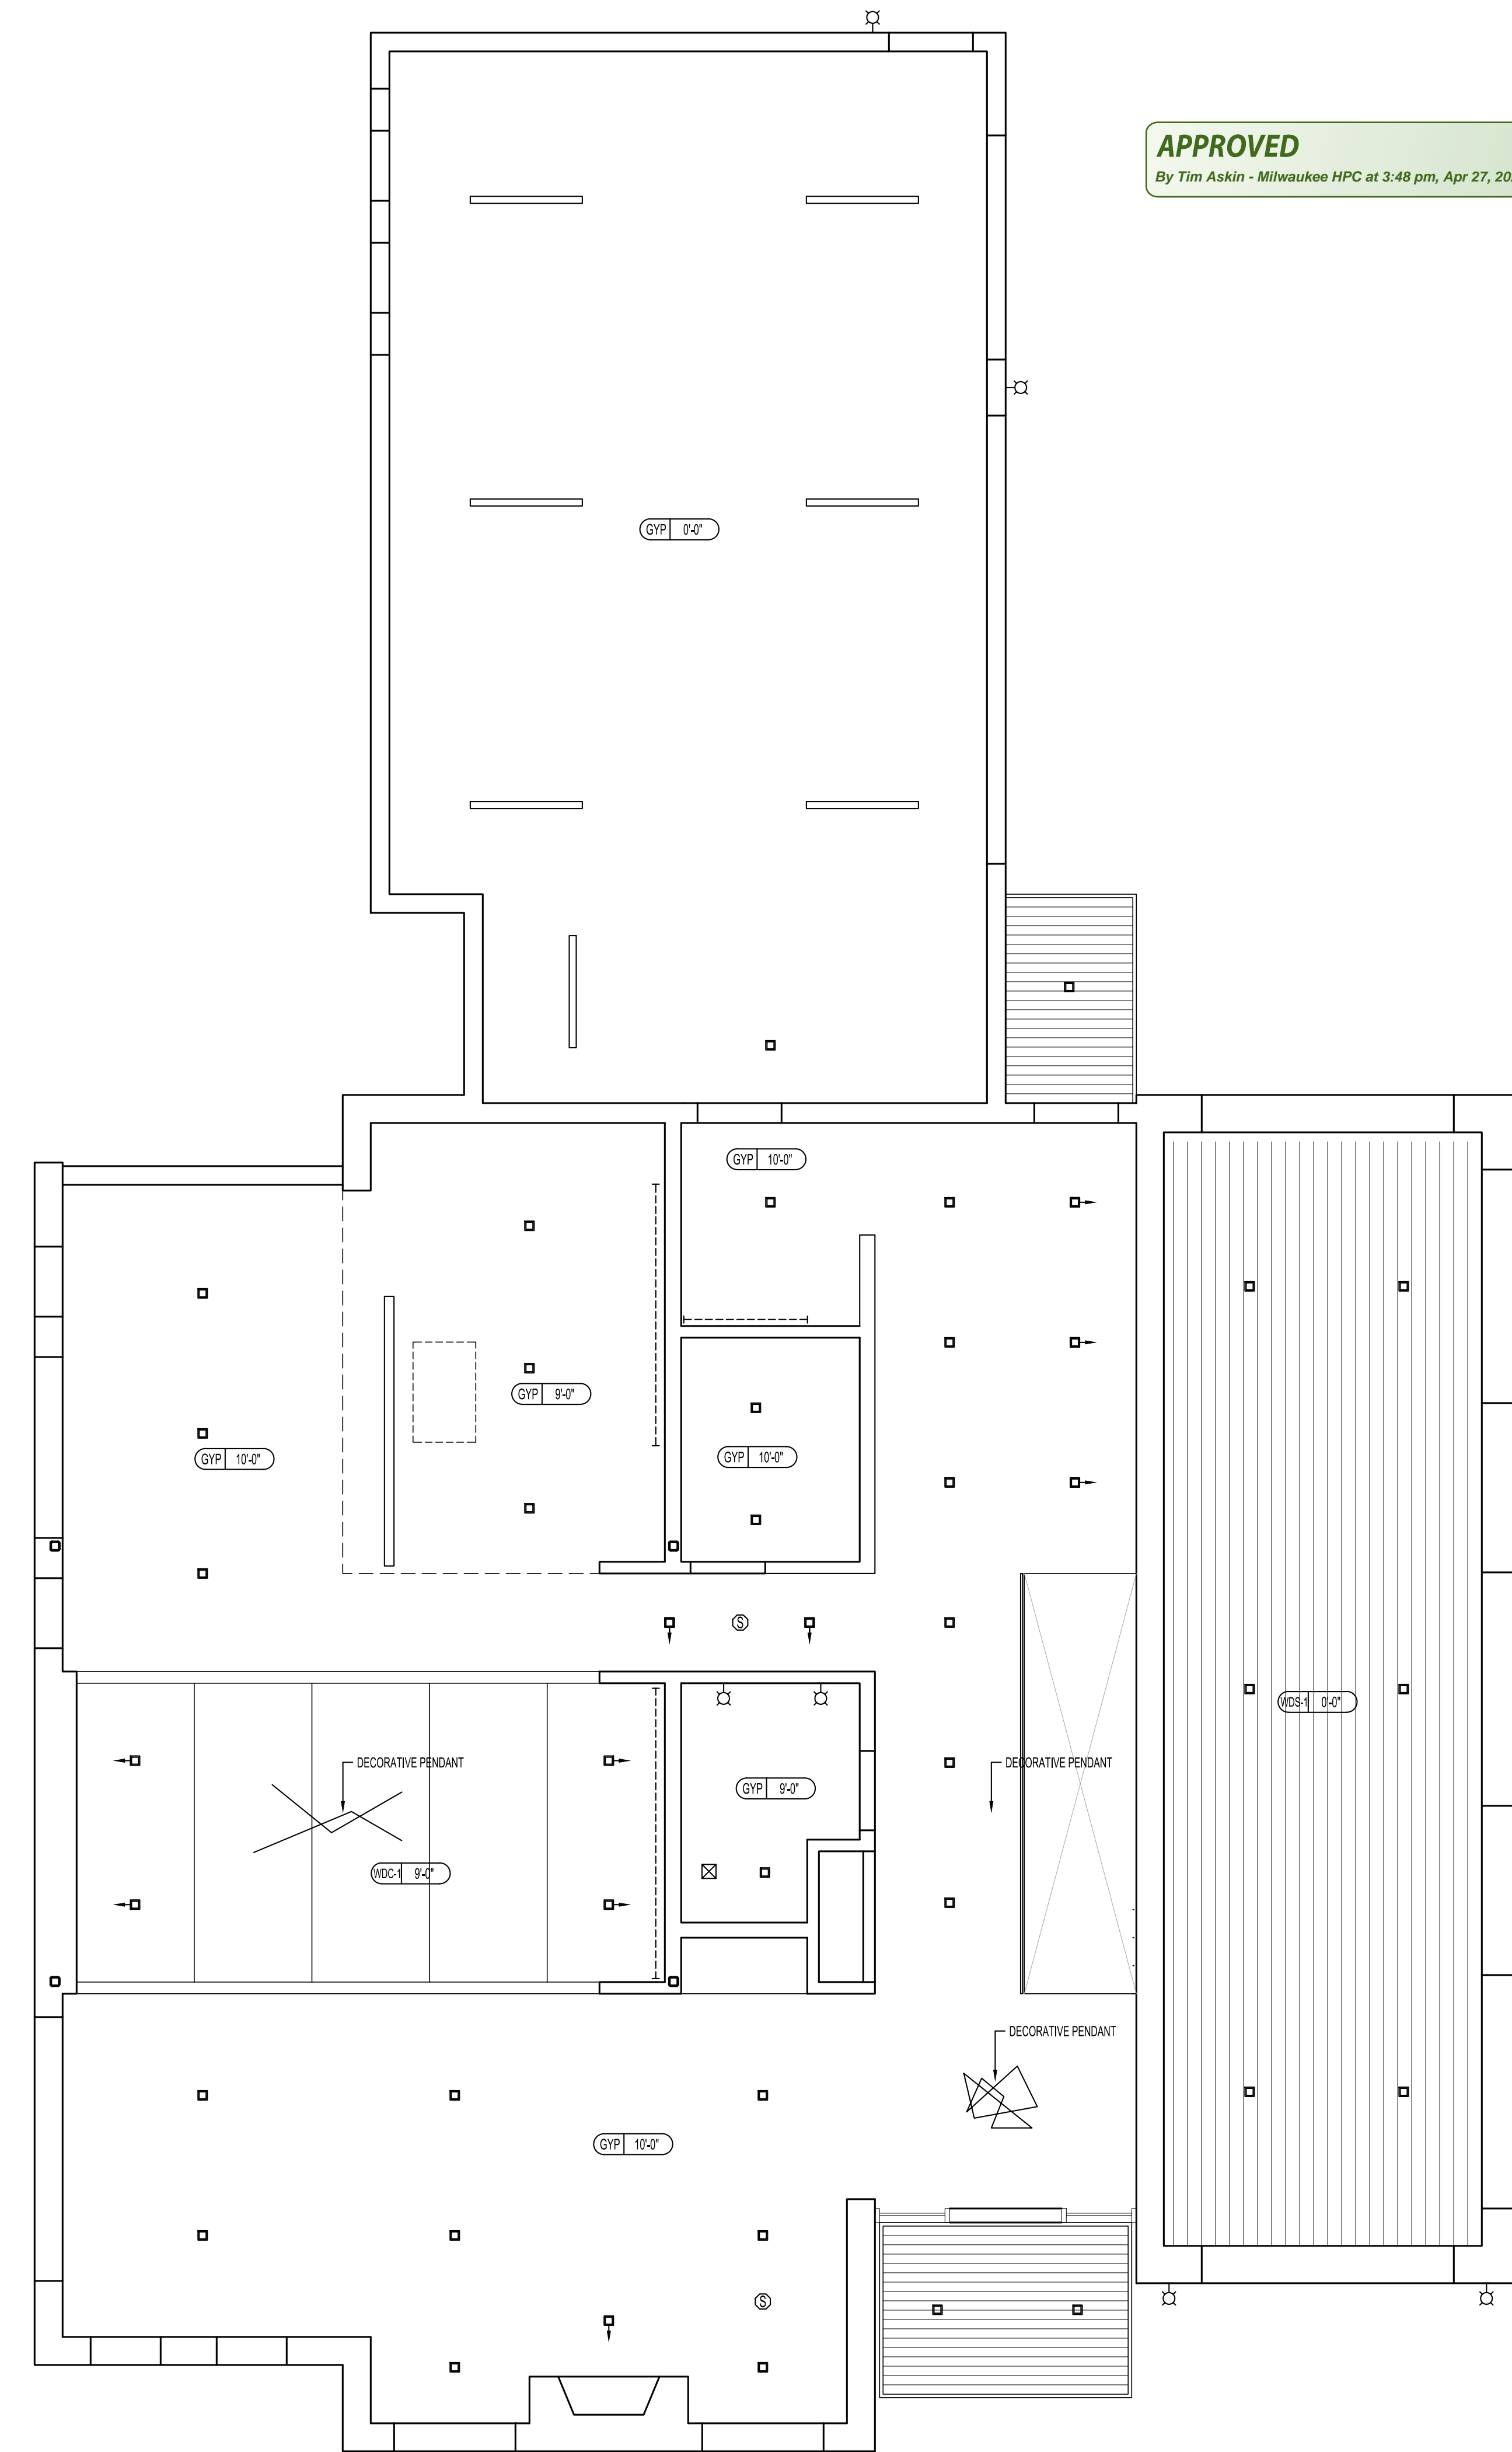 APPROVED
By Tim Askin - Milwaukee HPC at 3:48 pm, Apr 27, 20
GYP 0'-0"
GYP 10'-0"
GYP 9'-0"
GYP 10'-0"
GYP 10'-0"
S
DECORATIVE PENDANT
DECORATIVE PENDANT
WDS-1 0'-0"
GYP 9'-0"
WDC-1 9'-0"
DECORATIVE PENDANT
GYP 10'-0"
S